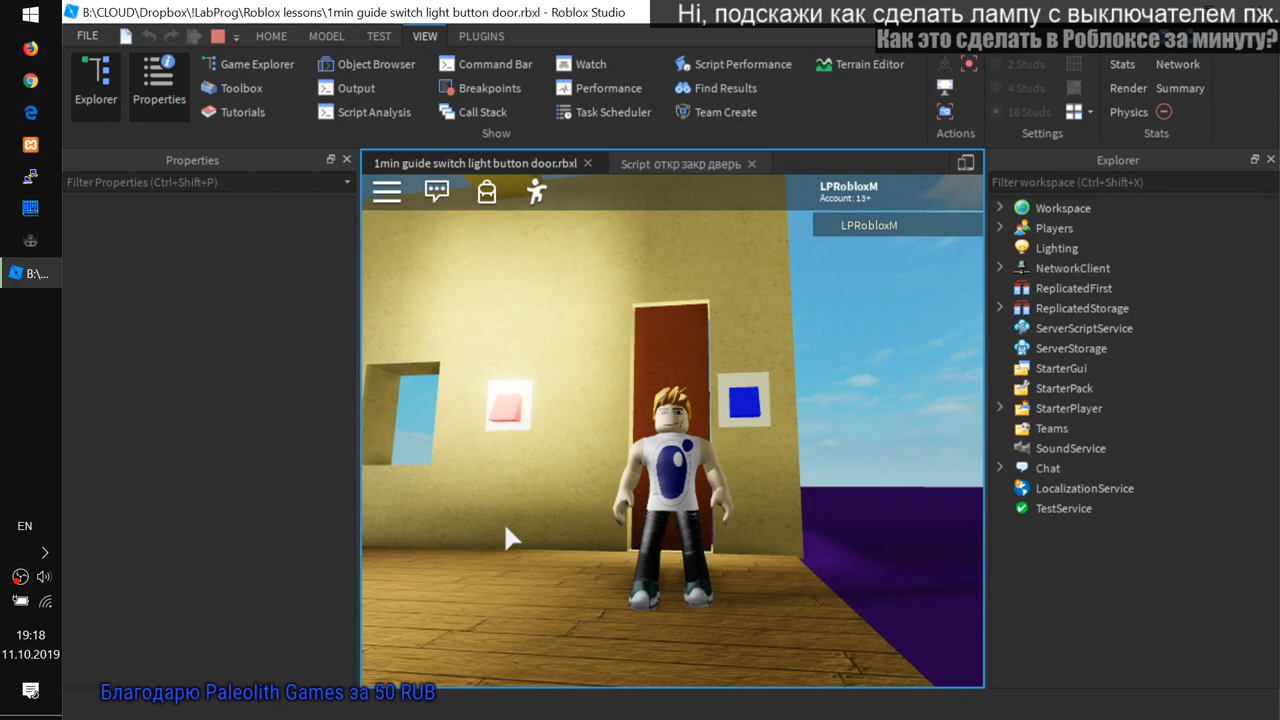 B:\CLOUD\Dropbox\!LabProg\Roblox lessons\1min guide switch light button door.rbxl - Roblox Studio
Hi, подскажи как сделать лампу с выключателем пж.
Как это сделать в Роблоксе за минуту?
FILE HOME MODEL TEST VIEW PLUGINS
Explorer
Properties
Game Explorer
Toolbox
Tutorials
Object Browser
Output
Script Analysis
Command Bar
Breakpoints
Call Stack
Watch
Performance
Task Scheduler
Script Performance
Find Results
Team Create
Terrain Editor
Show
Actions
2 Studs
4 Studs
16 Studs
Settings
Stats Network
Render Summary
Physics
Stats
Properties
Filter Properties (Ctrl+Shift+P)
1min guide switch light button door.rbxl
Script откр закр дверь
LPRobloxM
Account: 13+
LPRobloxM
Explorer
Filter workspace (Ctrl+Shift+X)
Workspace
Players
Lighting
NetworkClient
ReplicatedFirst
ReplicatedStorage
ServerScriptService
ServerStorage
StarterGui
StarterPack
StarterPlayer
Teams
SoundService
Chat
LocalizationService
TestService
B:\...
EN
19:18
11.10.2019
Благодарю Paleolith Games за 50 RUB